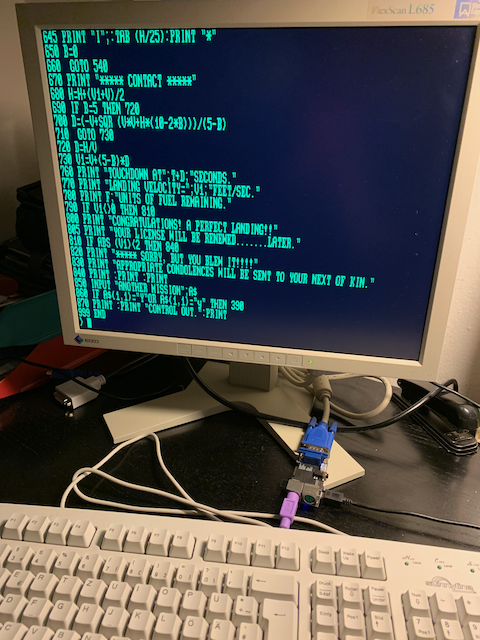 FlexScan L685
645 PRINT "I";:TAB (H/25):PRINT "*"
650 B=0
660  GOTO 540
670 PRINT "***** CONTACT *****"
680 H=H+(V1+V)/2
690 IF B=5 THEN 720
700 D=(-V+SQR (V*V+H*(10-2*B)))/(5-B)
710  GOTO 730
720 D=H/V
730 V1=V+(5-B)*D
760 PRINT "TOUCHDOWN AT";T+D;"SECONDS."
770 PRINT "LANDING VELOCITY=";V1;"FEET/SEC."
780 PRINT F;"UNITS OF FUEL REMAINING."
THEN 810
800 PRINT "CONGRATULATIONS! A PERFECT LANDING!!"
805 PRINT "YOUR LICENSE WILL BE RENEWED.......LATER."
810 IF ABS (V1)<2 THEN 840
820 PRINT "***** SORRY, BUT YOU BLEW IT!!!!"
830 PRINT "APPROPRIATE CONDOLENCES WILL BE SENT TO YOUR NEXT OF KIN."
840 PRINT :PRINT :PRINT
850 INPUT "ANOTHER MISSION";A$
860 IF A$(1,1)="Y" OR A$(1,1)="y" THEN 390
870 PRINT :PRINT "CONTROL OUT.":PRINT
999 END
>
EIZO